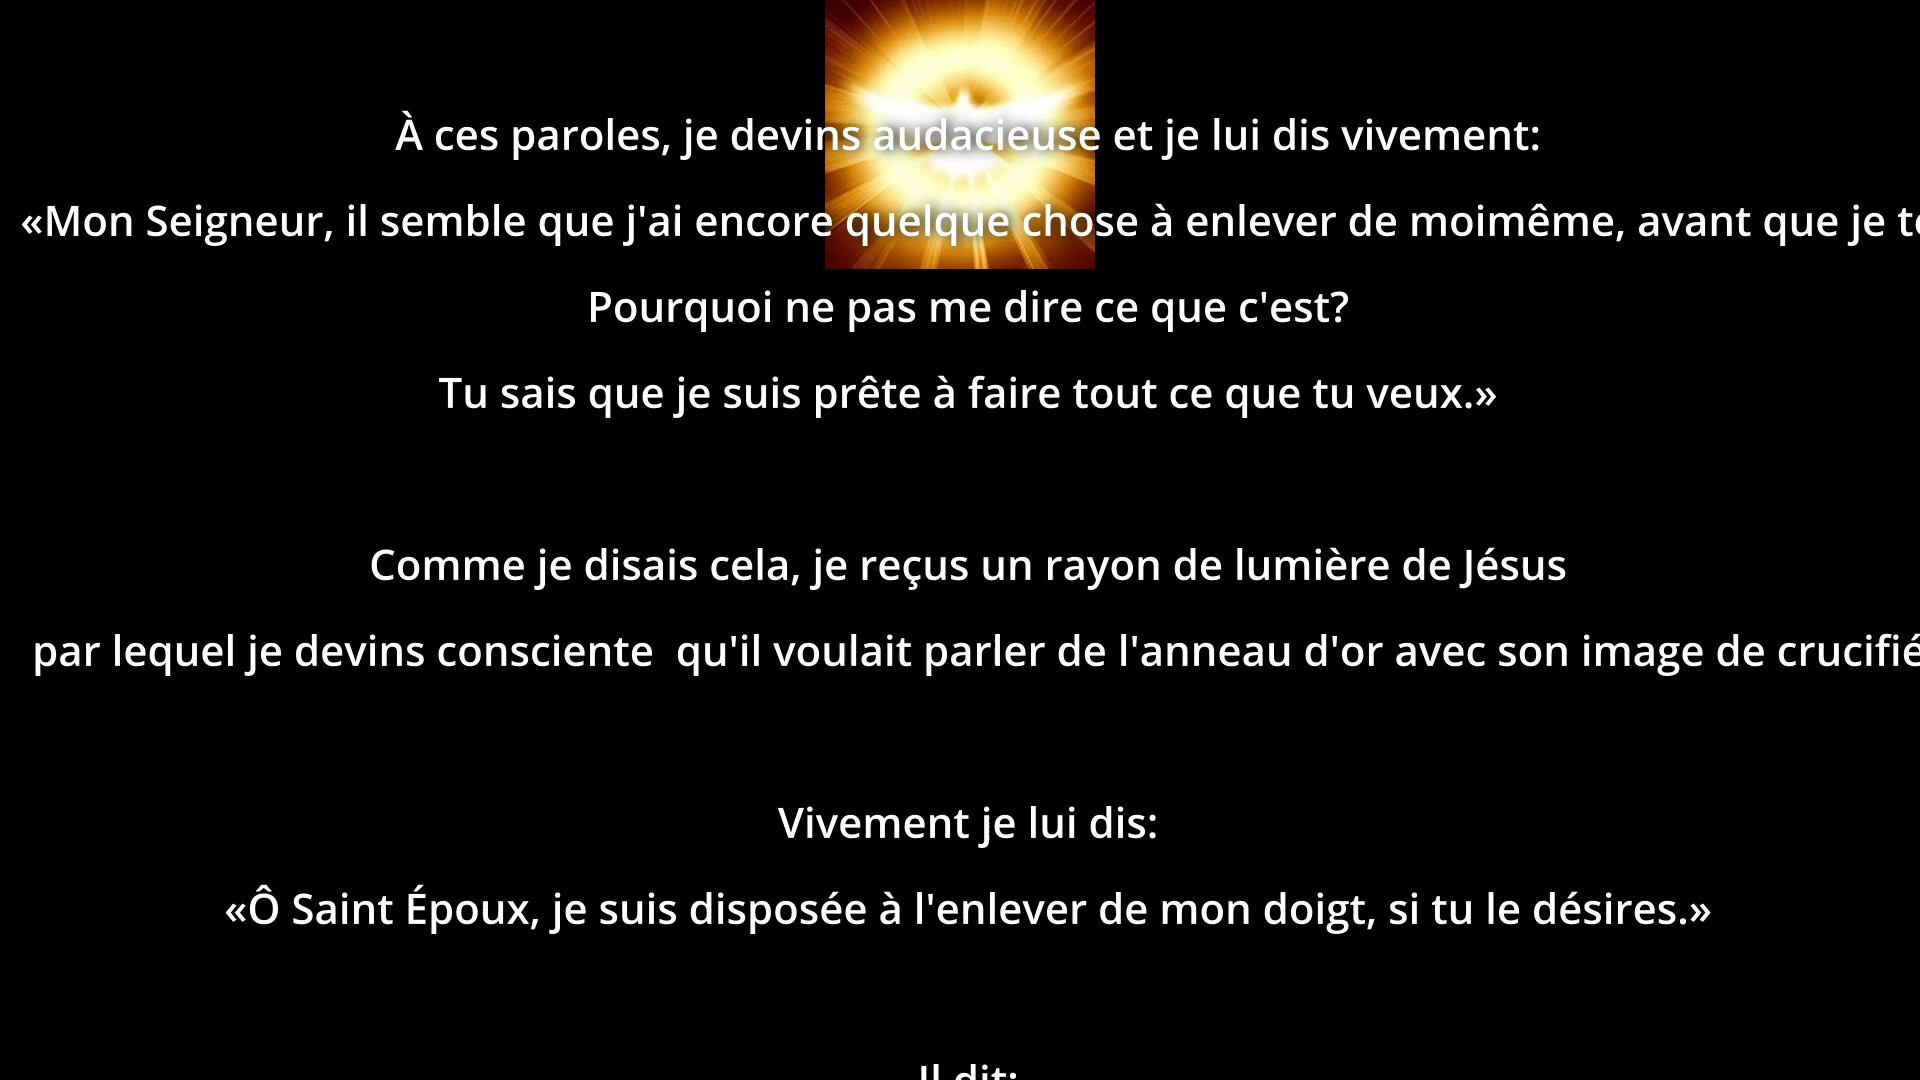 À ces paroles, je devins audacieuse et je lui dis vivement:
«Mon Seigneur, il semble que j'ai encore quelque chose à enlever de moimême, avant que je
Pourquoi ne pas me dire ce que c'est?
Tu sais que je suis prête à faire tout ce que tu veux.»
Comme je disais cela, je reçus un rayon de lumière de Jésus
par lequel je devins consciente  qu'il voulait parler de l'anneau d'or avec son image de crucifié
Vivement je lui dis:
«Ô Saint Époux, je suis disposée à l'enlever de mon doigt, si tu le désires.»
Il dit: